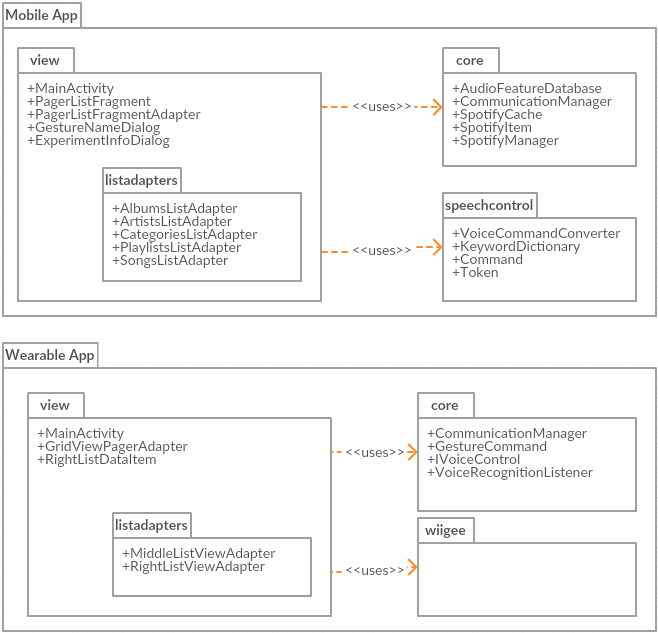 Mobile App
view
+MainActivity
+PagerListFragment
+PagerListFragmentAdapter
+GestureNameDialog
+ExperimentInfoDialog
listadapters
+AlbumsListAdapter
+ArtistsListAdapter
+CategoriesListAdapter
+PlaylistsListAdapter
+SongsListAdapter
<<uses>>
core
+AudioFeatureDatabase
+CommunicationManager
+SpotifyCache
+SpotifyItem
+SpotifyManager
<<uses>>
speechcontrol
+VoiceCommandConverter
+KeywordDictionary
+Command
+Token
Wearable App
view
+MainActivity
+GridViewPagerAdapter
+RightListDataItem
listadapters
+MiddleListViewAdapter
+RightListViewAdapter
<<uses>>
core
+CommunicationManager
+GestureCommand
+IVoiceControl
+VoiceRecognitionListener
<<uses>>
wiigee